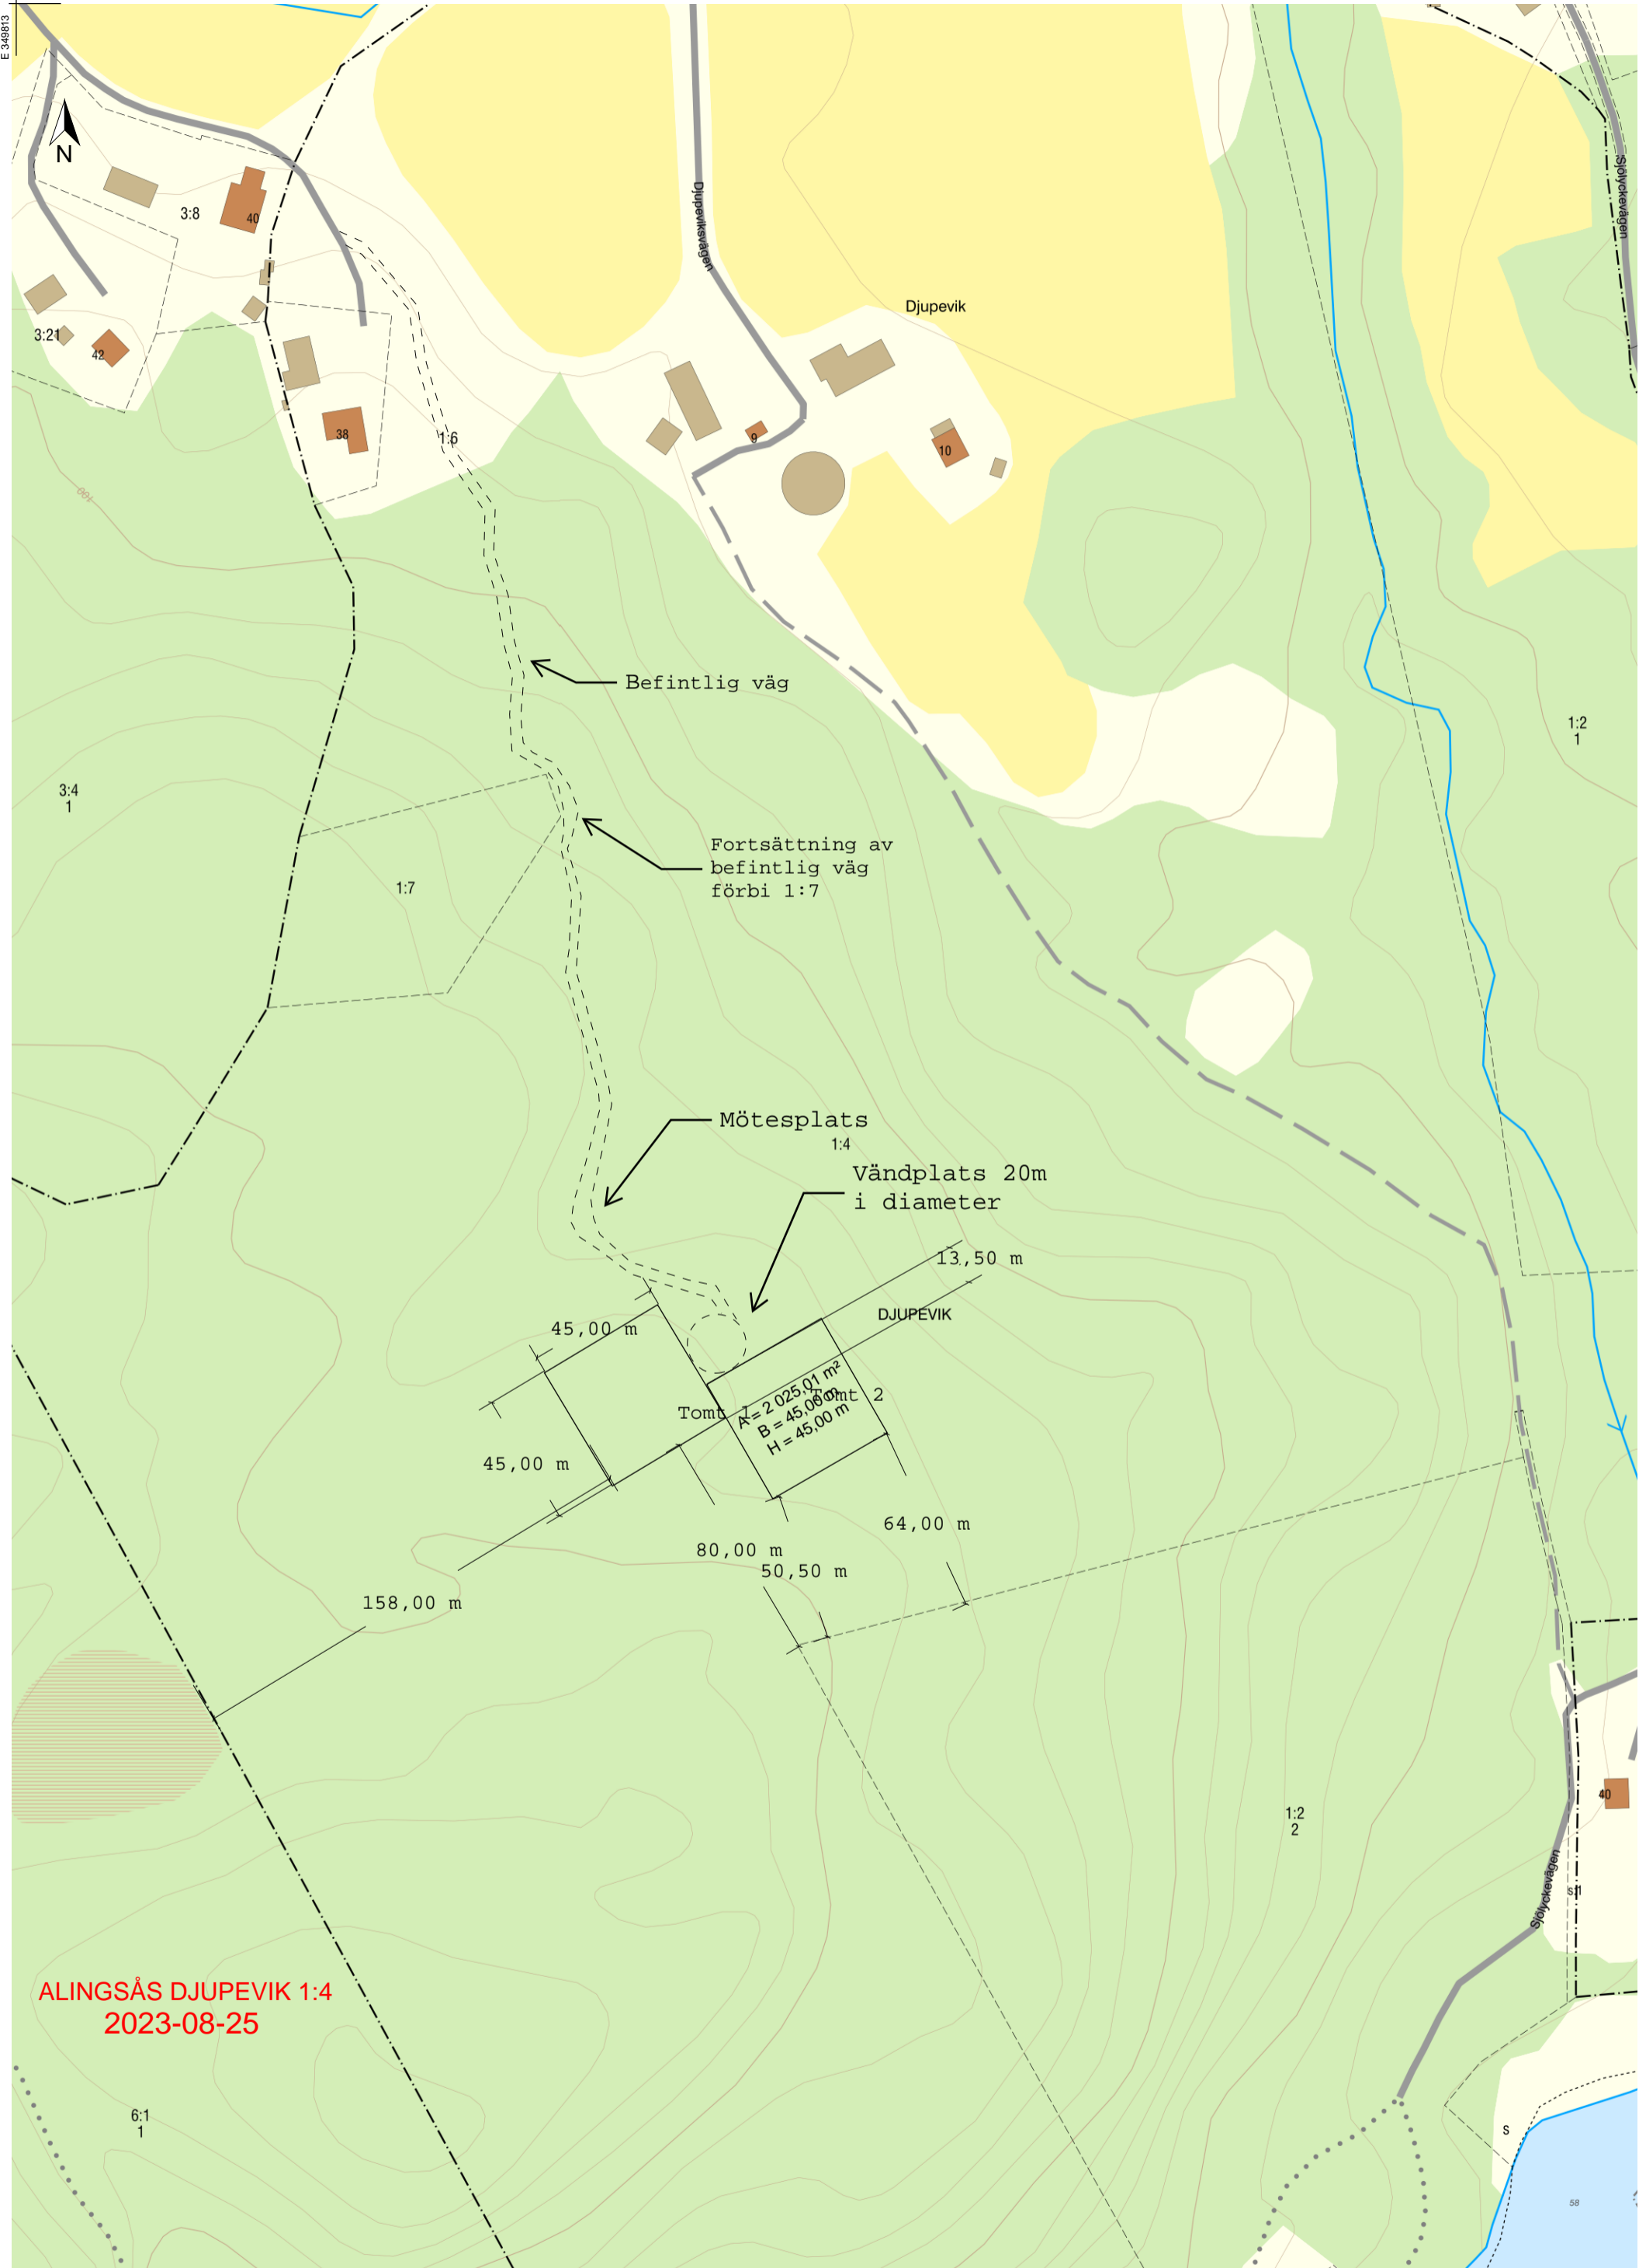 E 349813
N
3:8
40
3:21
42
38
1:6
Djupeviksvägen
Djupevik
9
10
Sjölyckevägen
100
Befintlig väg
1:2
1
3:4
1
Fortsättning av
befintlig väg
förbi 1:7
1:7
Mötesplats
1:4
Vändplats 20m
i diameter
13,50 m
DJUPEVIK
45,00 m
A = 2 025,01 m²
B = 45,00 m
H = 45,00 m
Tomt 1
Tomt 2
45,00 m
64,00 m
80,00 m
50,50 m
158,00 m
40
1:2
2
Sjölyckevägen
s:1
ALINGSÅS DJUPEVIK 1:4
2023-08-25
6:1
1
S
58